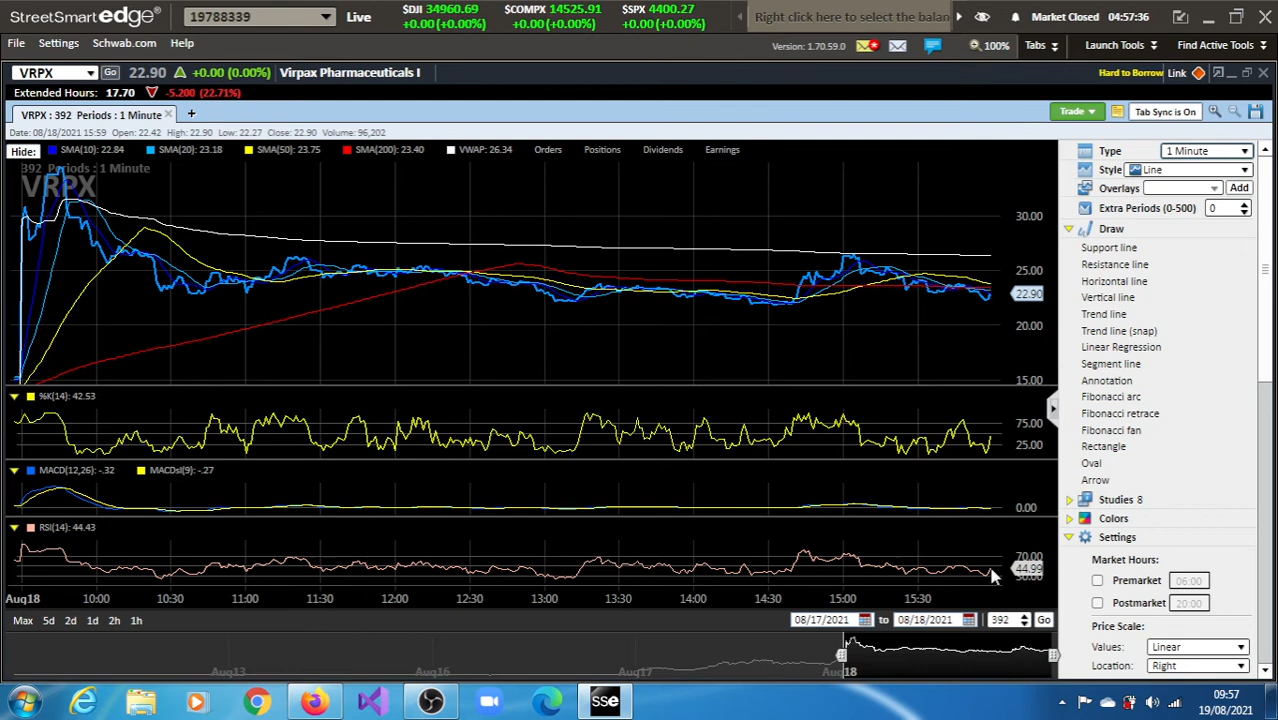 StreetSmart edge
19788339
Live
$DJI 34960.69
+0.00 (+0.00%)
$COMPX 14525.91
+0.00 (+0.00%)
$SPX 4400.27
+0.00 (+0.00%)
Right click here to select the balan
Market Closed
04:57:36
File Settings Schwab.com Help
Version: 1.70.59.0
100%
Tabs
Launch Tools
Find Active Tools
VRPX
Go
22.90
+0.00 (0.00%)
Virpax Pharmaceuticals I
Hard to Borrow
Link
Extended Hours: 17.70 -5.200 (22.71%)
VRPX : 392 Periods : 1 Minute
Trade
Tab Sync is On
Date: 08/18/2021 15:59 Open: 22.42 High: 22.90 Low: 22.27 Close: 22.90 Volume: 96,202
Hide: SMA(10): 22.84 SMA(20): 23.18 SMA(50): 23.75 SMA(200): 23.40 VWAP: 26.34 Orders Positions Dividends Earnings
392 Periods : 1 Minute
VRPX
30.00
25.00
22.90
20.00
15.00
%K(14): 42.53
75.00
25.00
MACD(12,26): -.32 MACDsl(9): -.27
0.00
RSI(14): 44.43
70.00
44.99
30.00
Aug18 10:00 10:30 11:00 11:30 12:00 12:30 13:00 13:30 14:00 14:30 15:00 15:30
Max 5d 2d 1d 2h 1h
08/17/2021 to 08/18/2021 392 Go
Aug13 Aug16 Aug17 Aug18
Type 1 Minute
Style Line
Overlays Add
Extra Periods (0-500) 0
Draw
Support line
Resistance line
Horizontal line
Vertical line
Trend line
Trend line (snap)
Linear Regression
Segment line
Annotation
Fibonacci arc
Fibonacci retrace
Fibonacci fan
Rectangle
Oval
Arrow
Studies 8
Colors
Settings
Market Hours:
Premarket 06:00
Postmarket 20:00
Price Scale:
Values: Linear
Location: Right
sse
09:57
19/08/2021